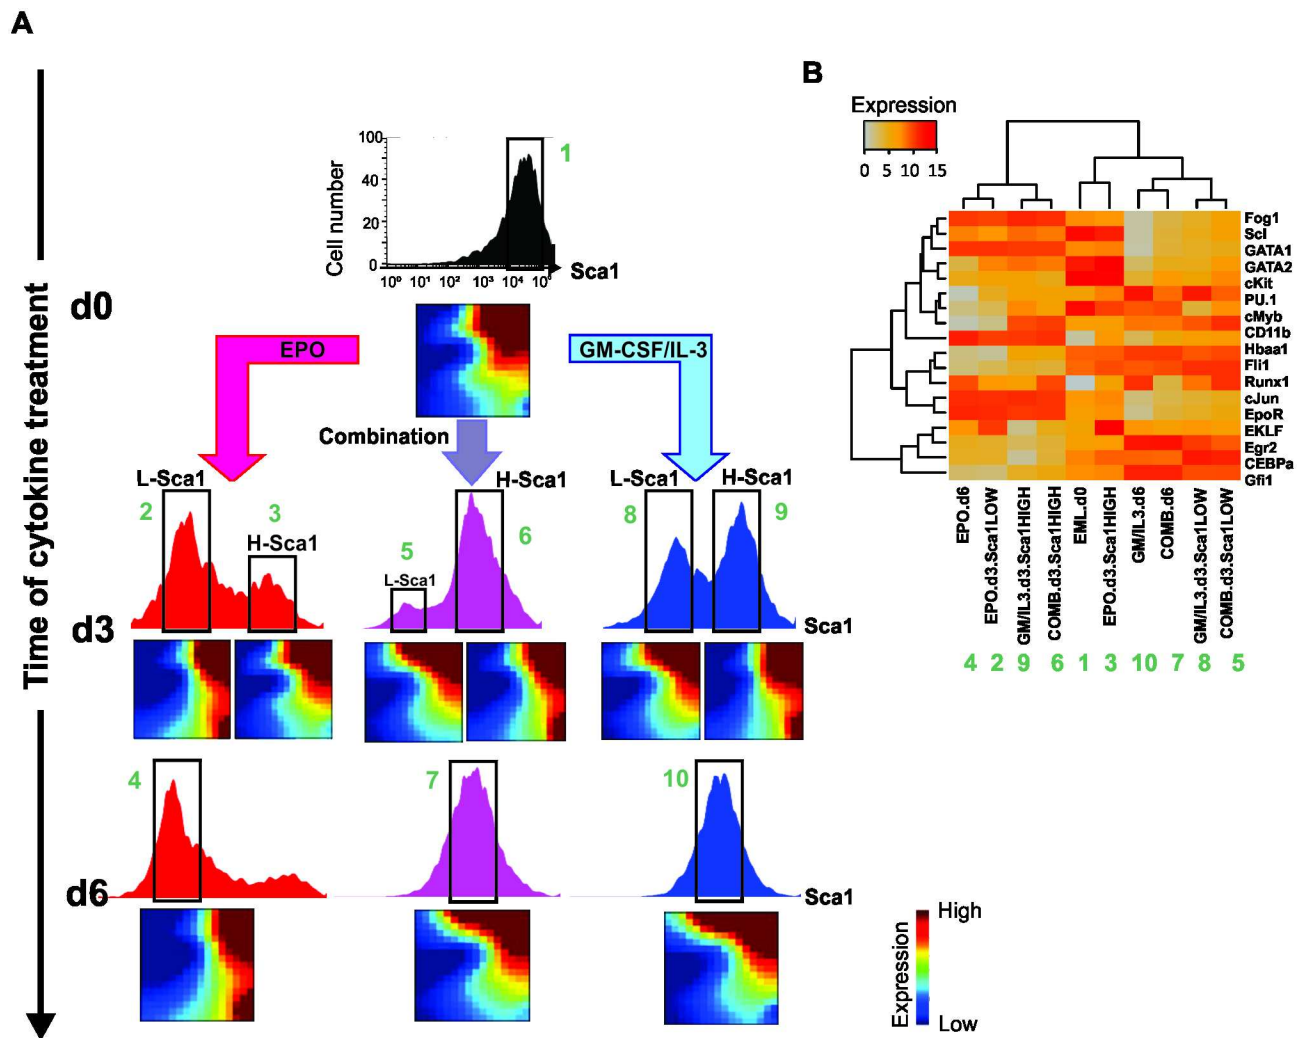 A
B
Time of cytokine treatment
Cell number
100
40
20
0
10⁰ 10¹ 10² 10³ 10⁴ 10⁵
Sca1
1
d0
EPO
GM-CSF/IL-3
Combination
L-Sca1
2
3
H-Sca1
5
L-Sca1
H-Sca1
6
L-Sca1
8
H-Sca1
9
d3
Sca1
4
7
10
d6
Sca1
Expression
High
Low
Expression
0 5 10 15
Fog1
Scl
GATA1
GATA2
cKit
PU.1
cMyb
CD11b
Hbaa1
Fli1
Runx1
cJun
EpoR
EKLF
Egr2
CEBPa
Gfi1
EPO.d6
EPO.d3.Sca1LOW
GM/IL3.d3.Sca1HIGH
COMB.d3.Sca1HIGH
EML.d0
EPO.d3.Sca1HIGH
GM/IL3.d6
COMB.d6
GM/IL3.d3.Sca1LOW
COMB.d3.Sca1LOW
4 2 9 6 1 3 10 7 8 5